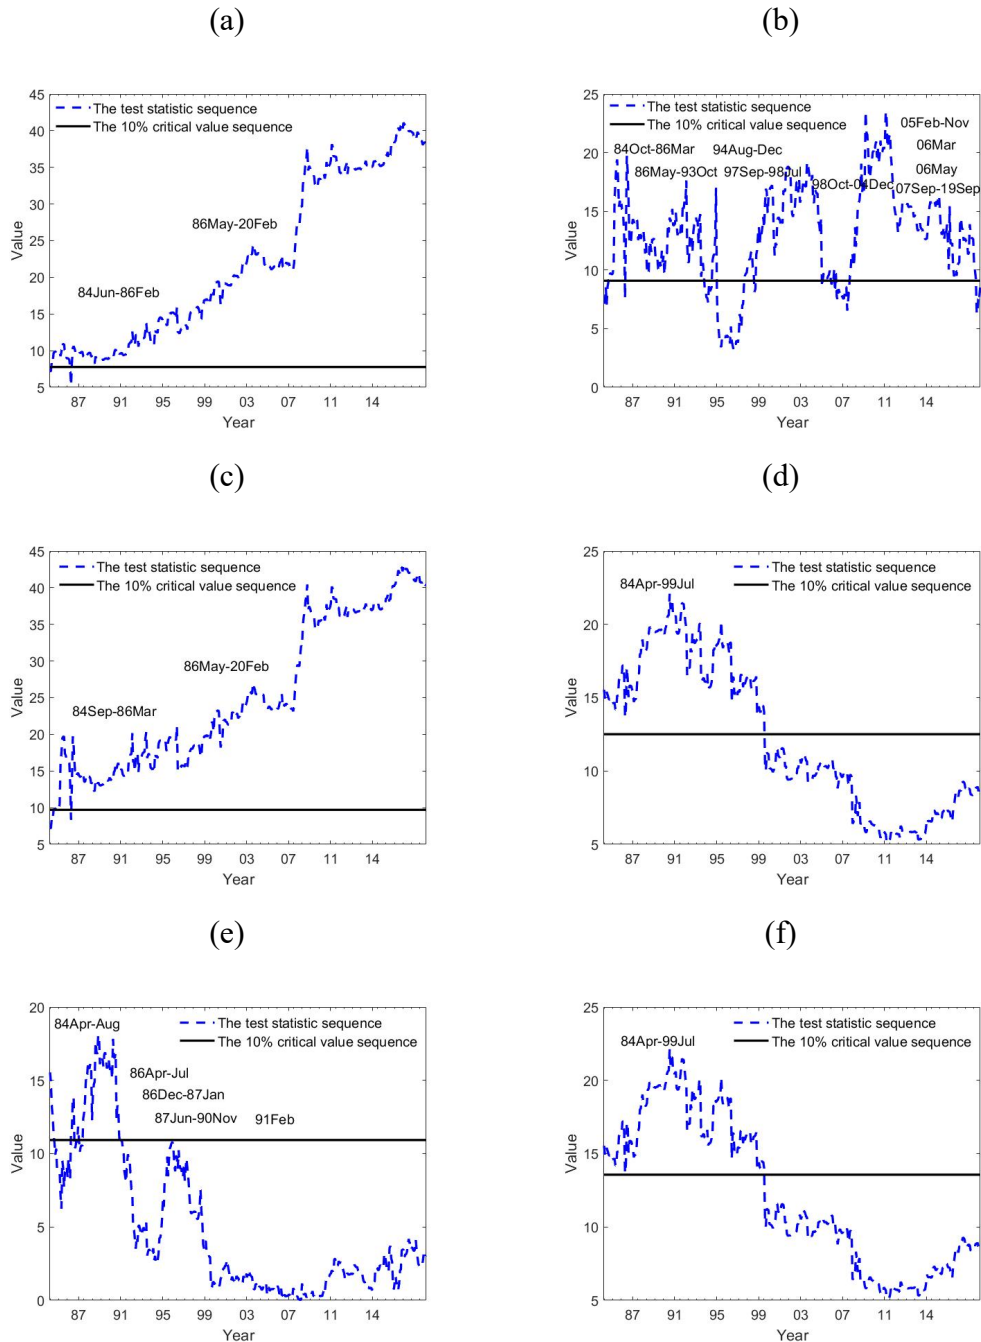 (a)
45
40
35
30
25
20
15
10
5
Value
The test statistic sequence
The 10% critical value sequence
86May-20Feb
84Jun-86Feb
87 91 95 99 03 07 11 14
Year
(b)
25
20
15
10
5
0
Value
The test statistic sequence
The 10% critical value sequence
05Feb-Nov
84Oct-86Mar 94Aug-Dec 06Mar
86May-93Oct 97Sep-98Jul 06May
98Oct-04Dec 07Sep-19Sep
87 91 95 99 03 07 11 14
Year
(c)
45
40
35
30
25
20
15
10
5
Value
The test statistic sequence
The 10% critical value sequence
86May-20Feb
84Sep-86Mar
87 91 95 99 03 07 11 14
Year
(d)
25
20
15
10
5
Value
The test statistic sequence
The 10% critical value sequence
84Apr-99Jul
87 91 95 99 03 07 11 14
Year
(e)
20
15
10
5
0
Value
The test statistic sequence
The 10% critical value sequence
84Apr-Aug
86Apr-Jul
86Dec-87Jan
87Jun-90Nov 91Feb
87 91 95 99 03 07 11 14
Year
(f)
25
20
15
10
5
Value
The test statistic sequence
The 10% critical value sequence
84Apr-99Jul
87 91 95 99 03 07 11 14
Year